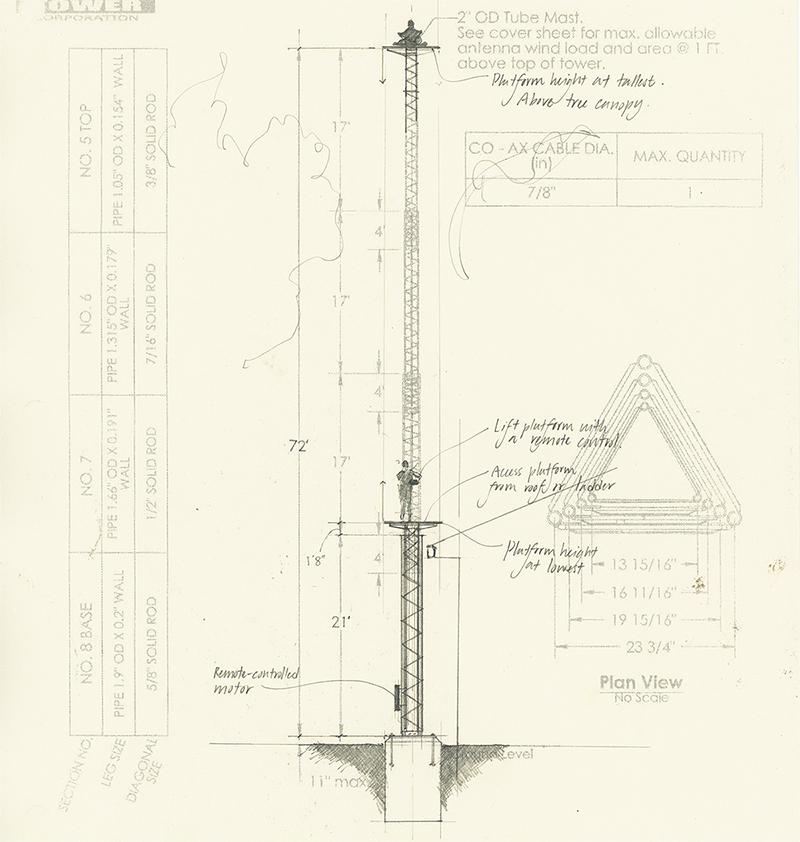 TOWER
CORPORATION
2" OD Tube Mast.
See cover sheet for max. allowable
antenna wind load and area @ 1 FT.
above top of tower.
Platform height at tallest.
Above tree canopy.
CO - AX CABLE DIA.
(in)
MAX. QUANTITY
7/8"
1
NO. 5 TOP
PIPE 1.05" OD X 0.154" WALL
3/8" SOLID ROD
NO. 6
PIPE 1.315" OD X 0.179"
WALL
7/16" SOLID ROD
NO. 7
PIPE 1.66" OD X 0.191"
WALL
1/2" SOLID ROD
NO. 8 BASE
PIPE 1.9" OD X 0.2" WALL
5/8" SOLID ROD
SECTION NO.
LEG SIZE
DIAGONAL
SIZE
17'
4'
17'
4'
72'
17'
1'8"
4'
21'
Lift platform with
a remote control.
Access platform
from roof or ladder
Platform height
at lowest
Remote-controlled
motor
13 15/16"
16 11/16"
19 15/16"
23 3/4"
Plan View
No Scale
Ground Level
11" max